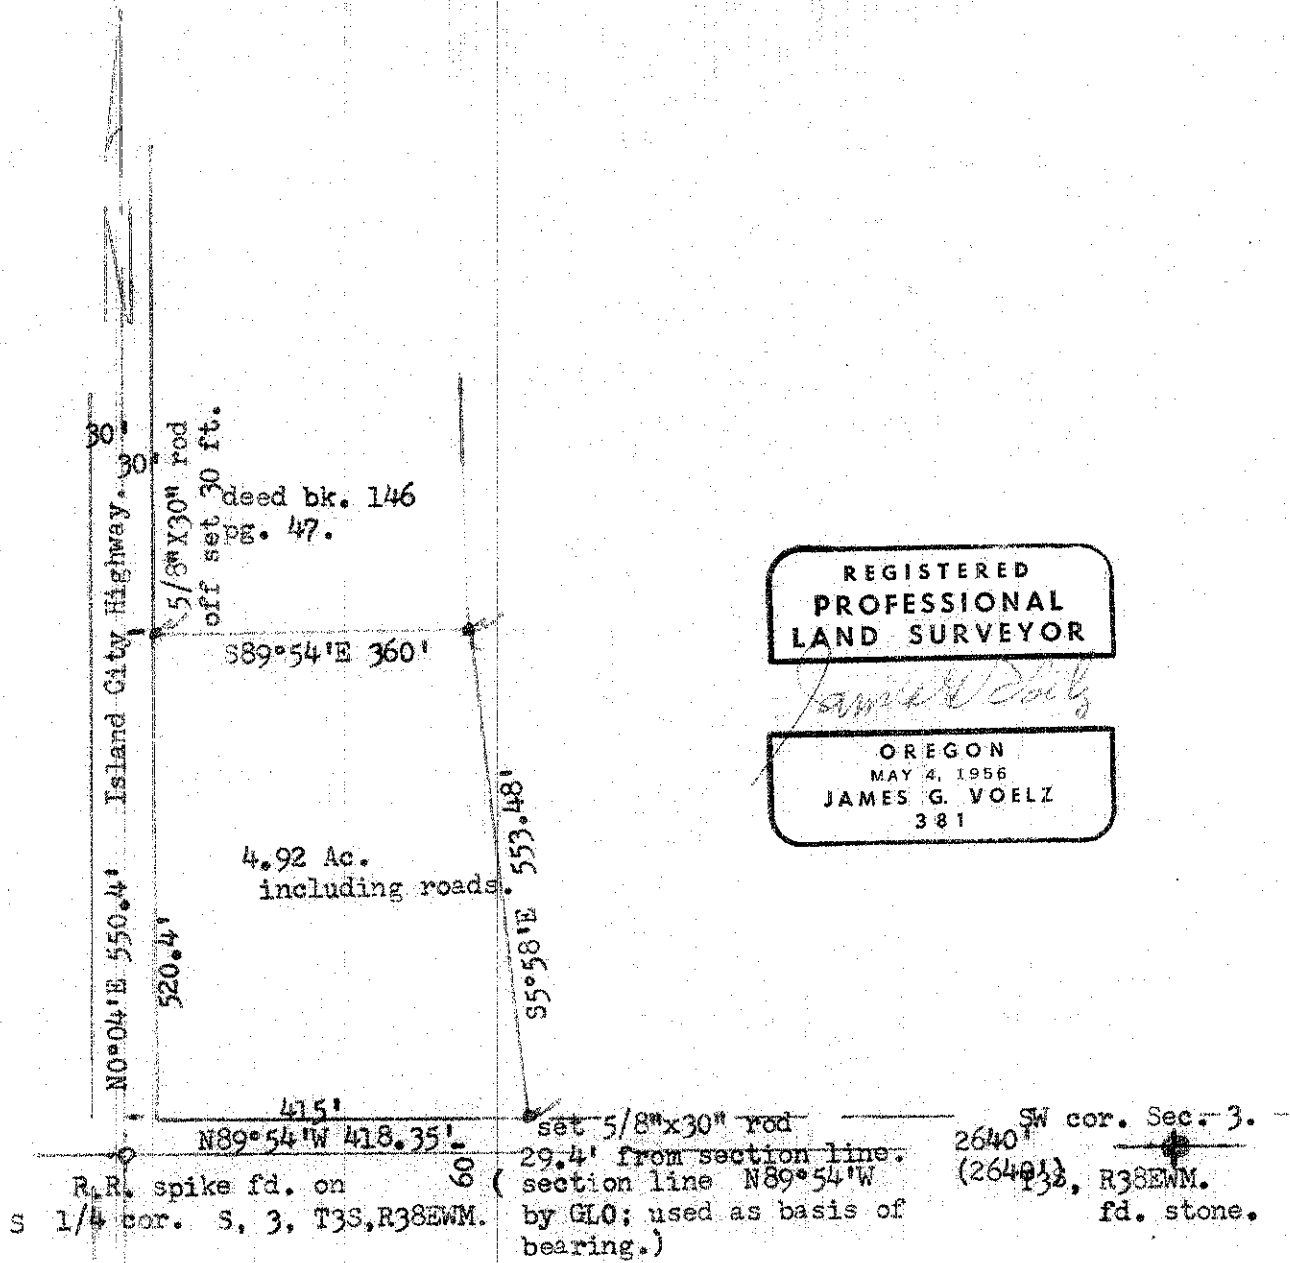 N
30'
30'
5/8"X30" rod
off set 30 ft.
deed bk. 146
pg. 47.
Island City Highway.
S89°54'E 360'
REGISTERED
PROFESSIONAL
LAND SURVEYOR
James G Voelz
OREGON
MAY 4, 1956
JAMES G. VOELZ
381
4.92 Ac.
including roads.
S5°58'E 553.48'
N0°04'E 550.4'
520.4'
415'
N89°54'W 418.35'
60
set 5/8"x30" rod
29.4' from section line.
( section line N89°54'W
by GLO; used as basis of
bearing.)
2640'
(2640')
SW cor. Sec. 3.
T3S, R38EWM.
fd. stone.
R.R. spike fd. on
S 1/4 cor. S, 3, T3S,R38EWM.